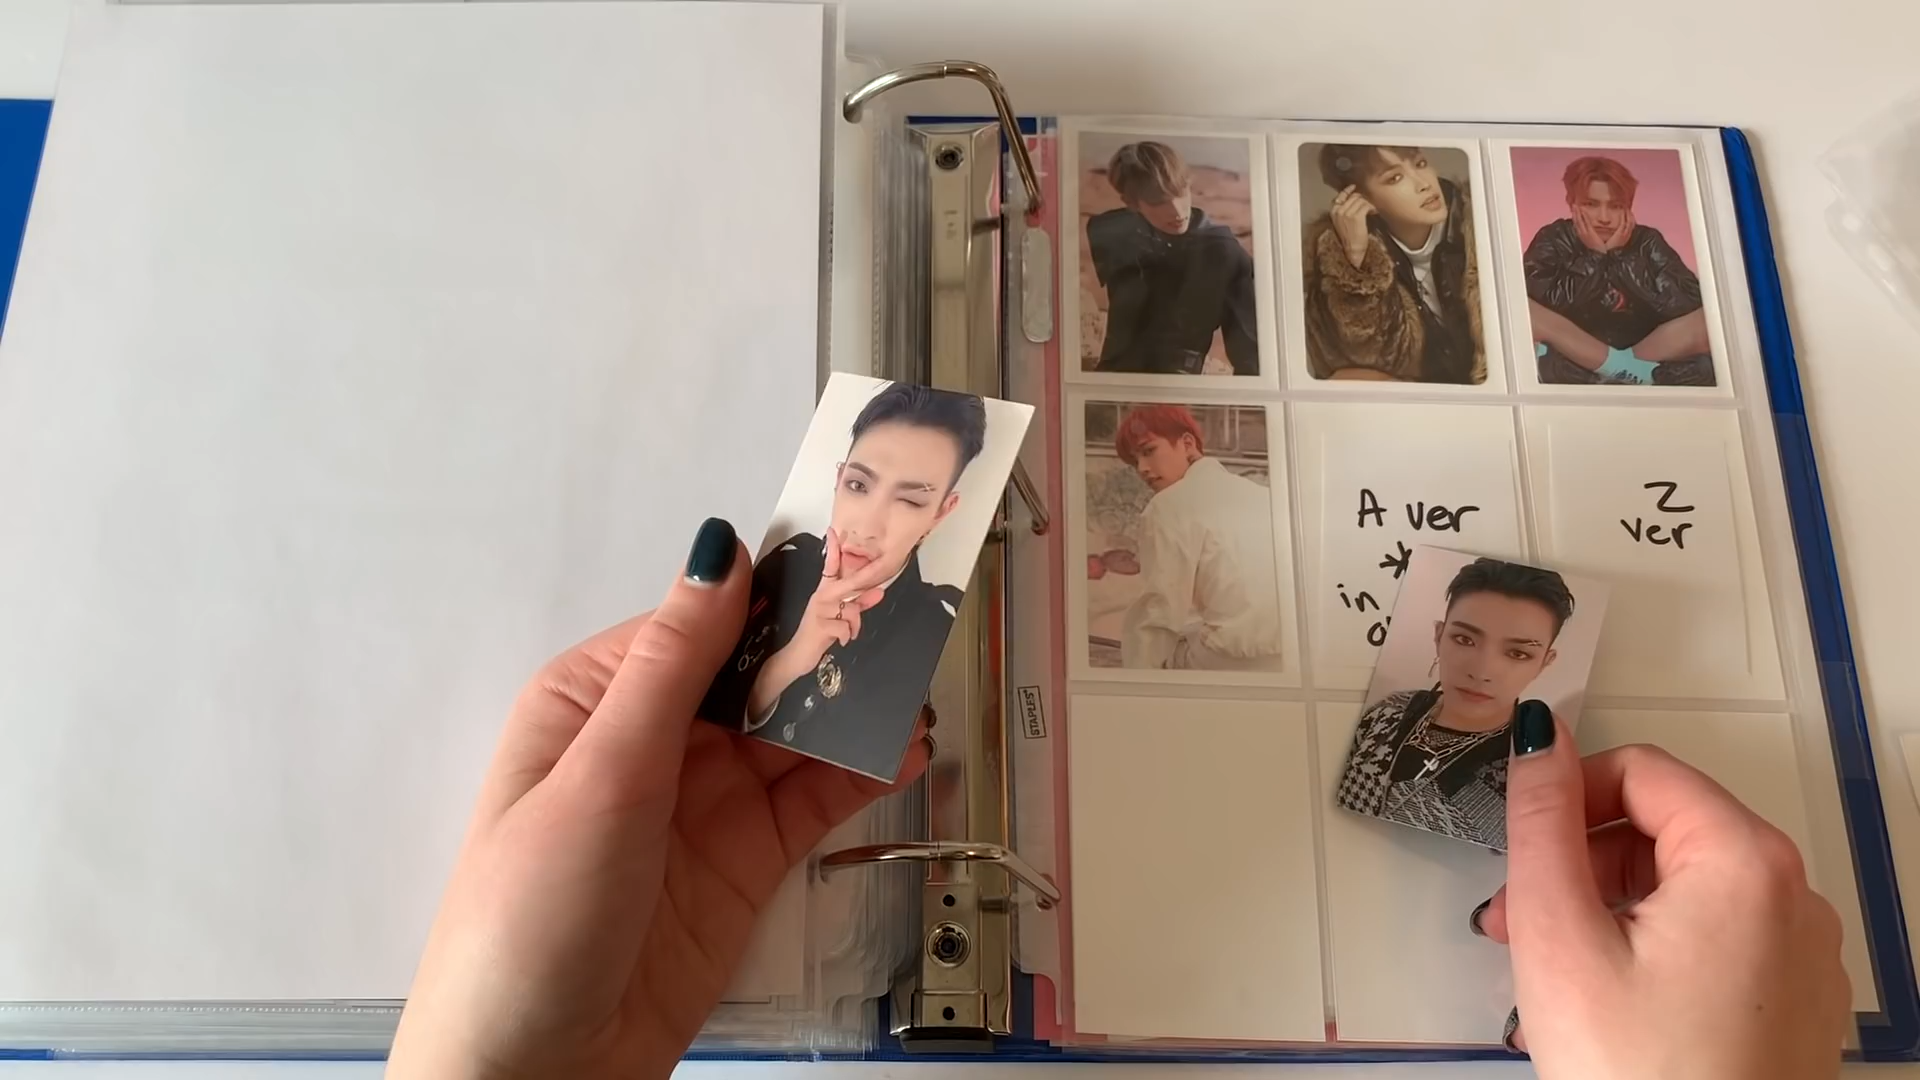 A ver
*
in
Z
ver
STAPLES